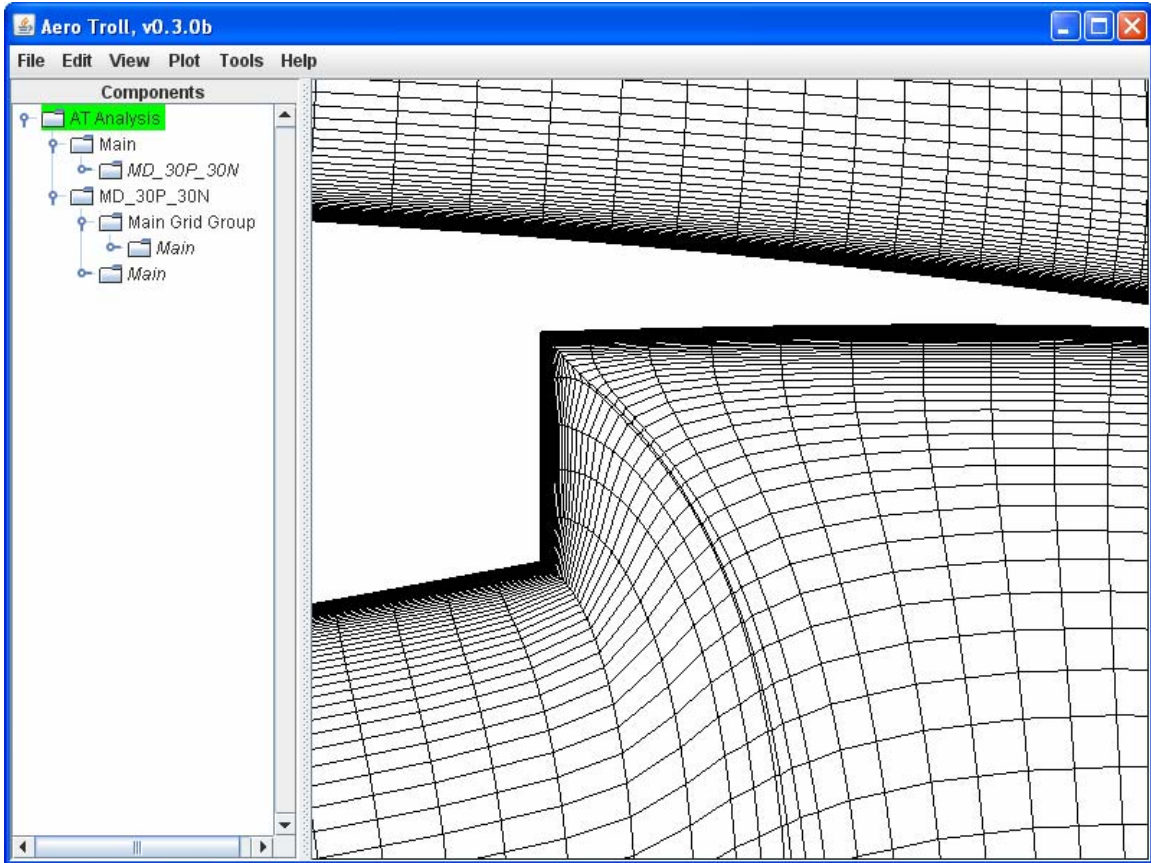 Aero Troll, v0.3.0b
File Edit View Plot Tools Help
Components
AT Analysis
Main
MD_30P_30N
MD_30P_30N
Main Grid Group
Main
Main